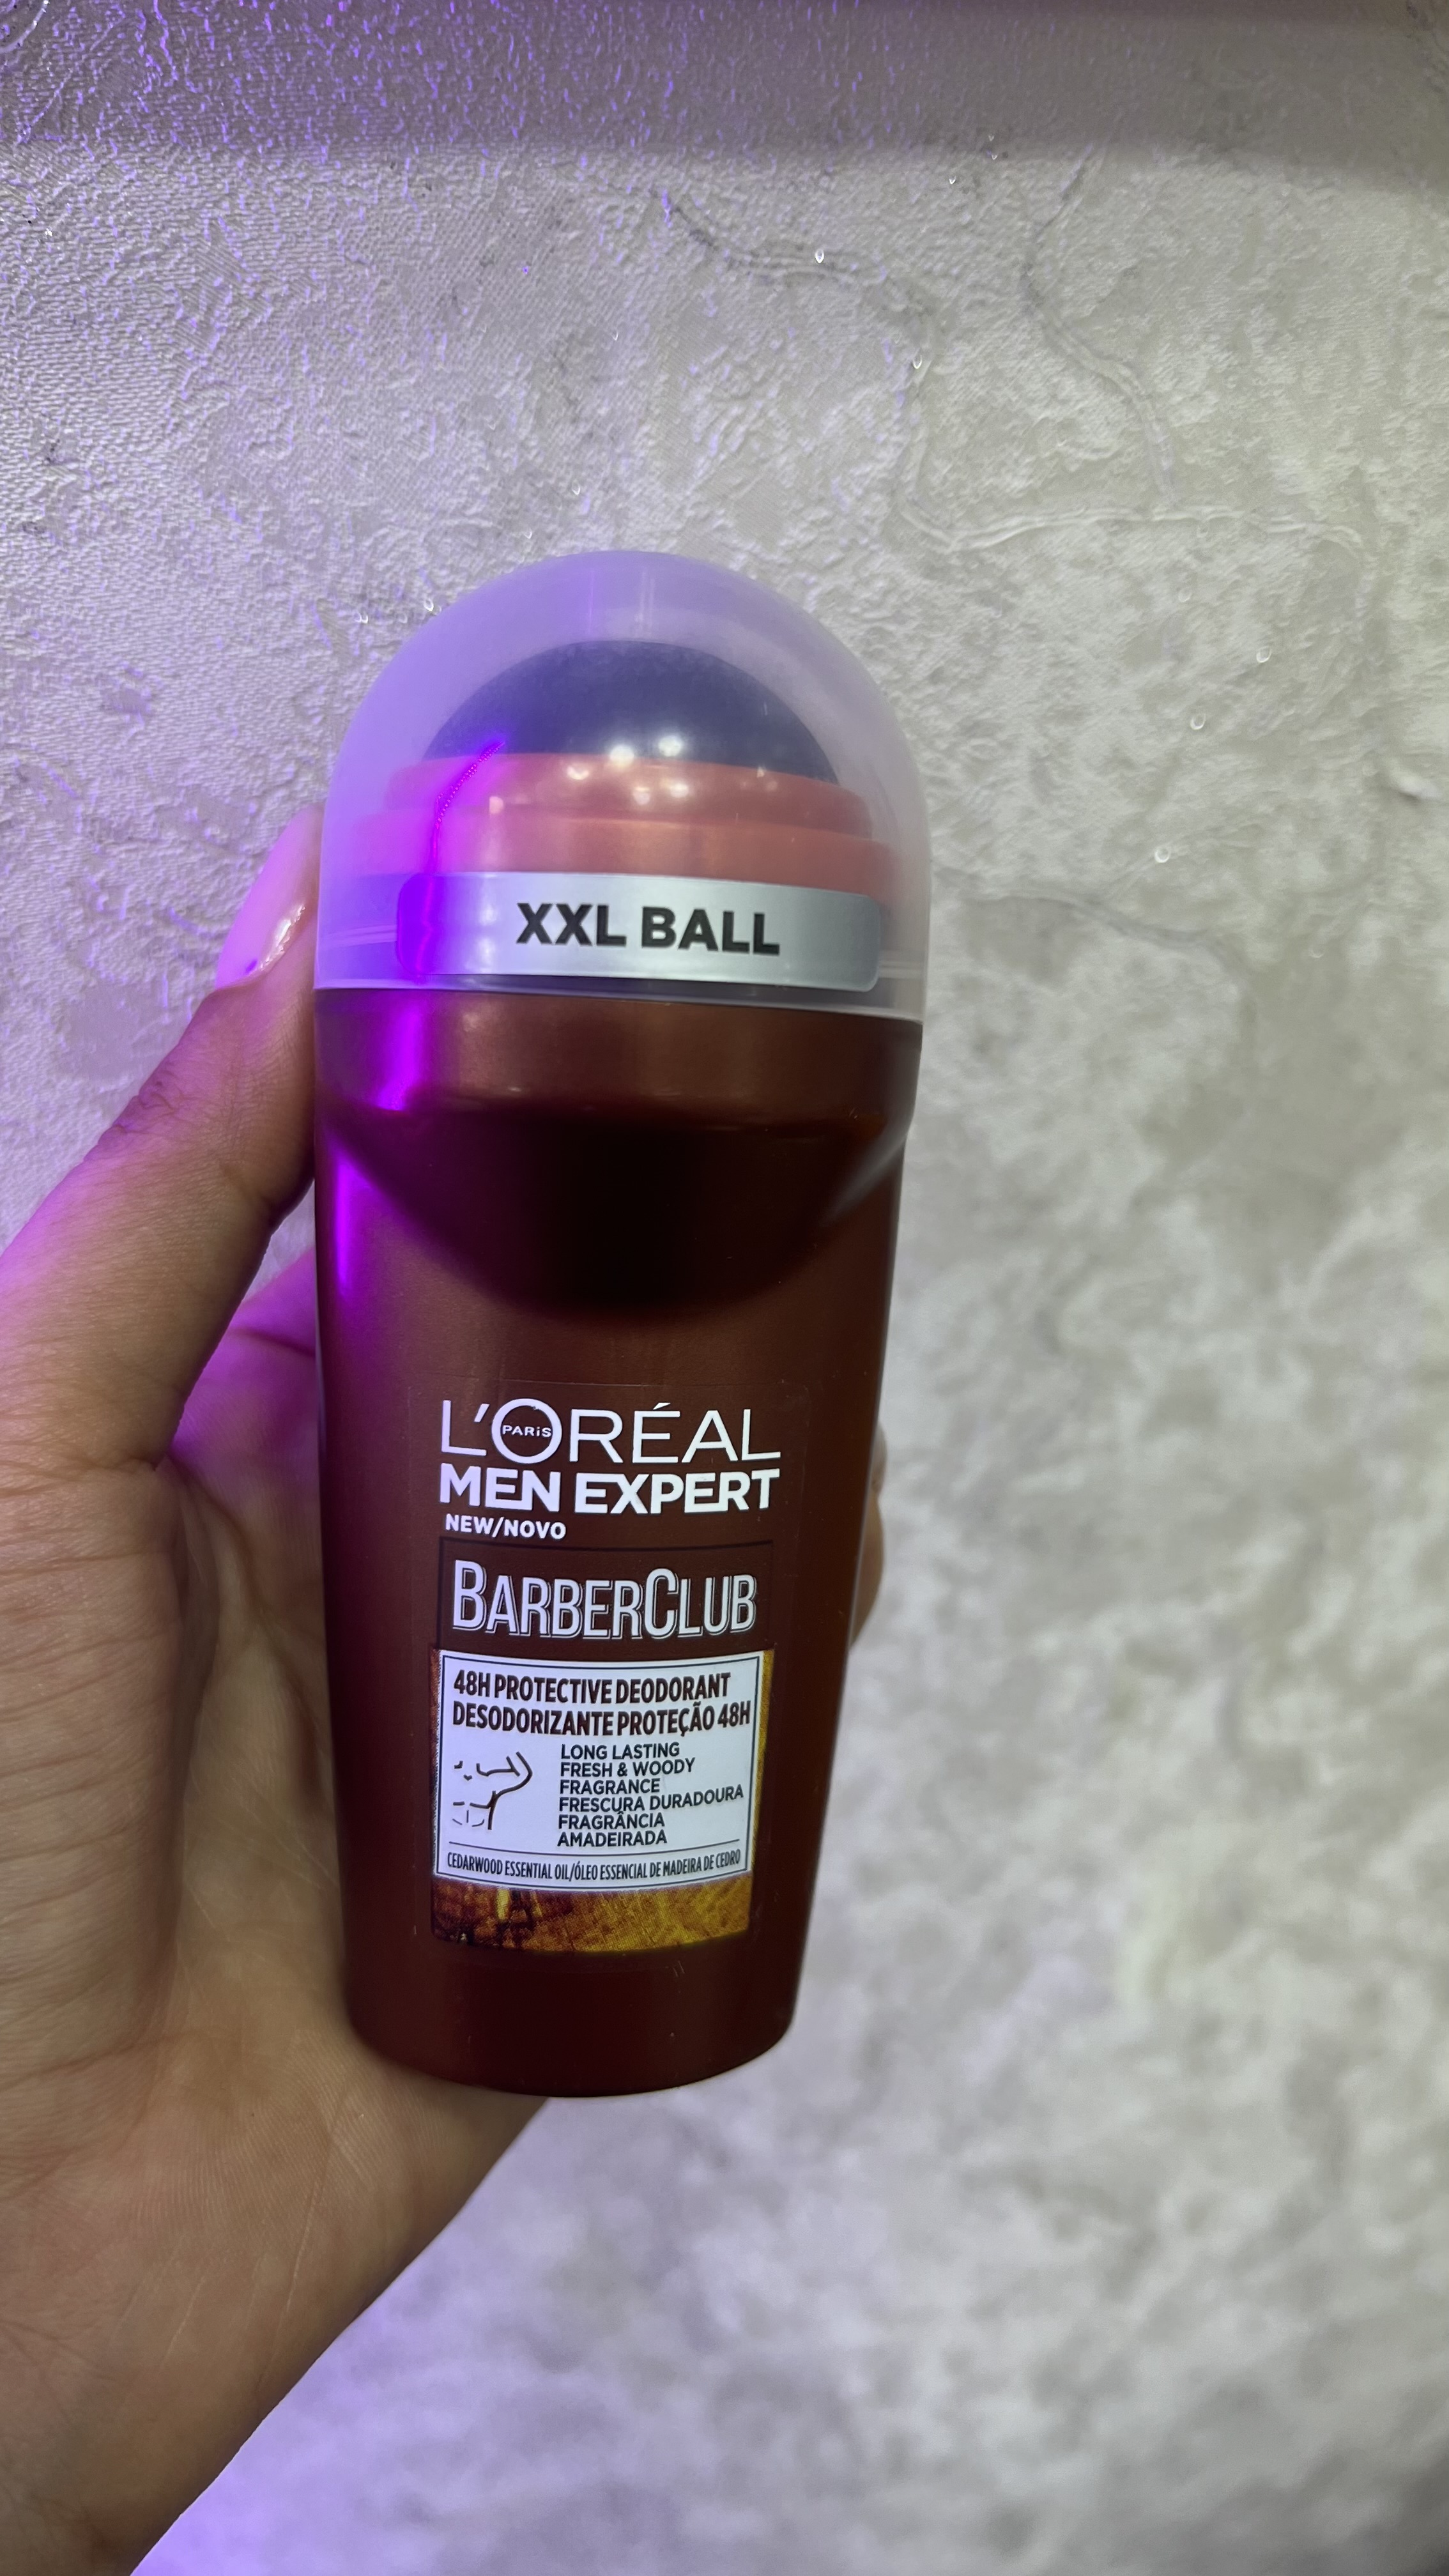 XXL BALL
L'ORÉAL
PARIS
MEN EXPERT
NEW/NOVO
BARBERCLUB
48H PROTECTIVE DEODORANT
DESODORIZANTE PROTEÇÃO 48H
LONG LASTING
FRESH & WOODY
FRAGRANCE
FRESCURA DURADOURA
FRAGRÂNCIA
AMADEIRADA
CEDARWOOD ESSENTIAL OIL/ÓLEO ESSENCIAL DE MADEIRA DE CEDRO